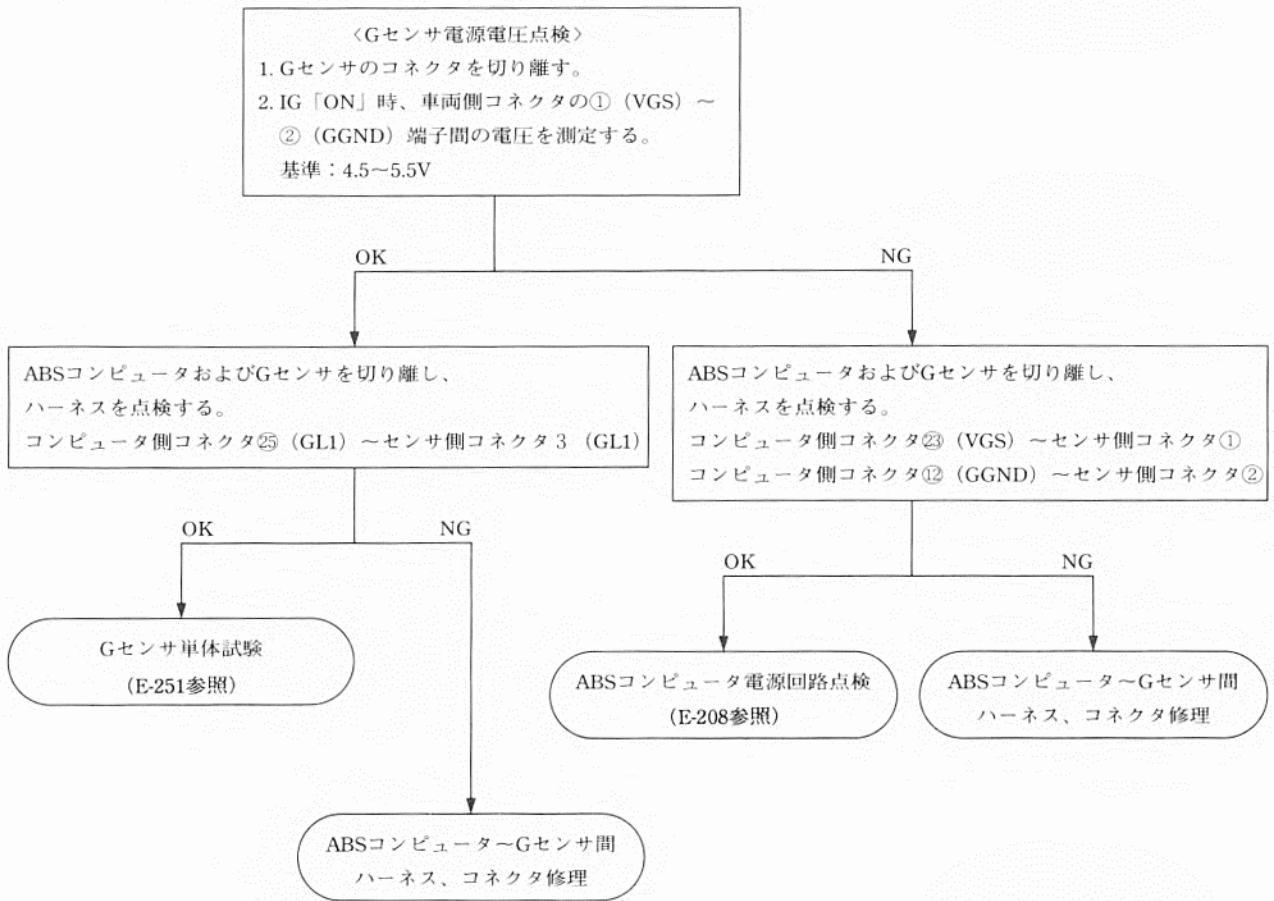 〈Gセンサ電源電圧点検〉
1. Gセンサのコネクタを切り離す。
2. IG「ON」時、車両側コネクタの①（VGS）～
②（GGND）端子間の電圧を測定する。
基準：4.5～5.5V
OK
NG
ABSコンピュータおよびGセンサを切り離し、
ハーネスを点検する。
コンピュータ側コネクタ㉕（GL1）～センサ側コネクタ3（GL1）
ABSコンピュータおよびGセンサを切り離し、
ハーネスを点検する。
コンピュータ側コネクタ㉓（VGS）～センサ側コネクタ①
コンピュータ側コネクタ⑫（GGND）～センサ側コネクタ②
OK
NG
OK
NG
Gセンサ単体試験
(E-251参照）
ABSコンピュータ電源回路点検
(E-208参照）
ABSコンピュータ～Gセンサ間
ハーネス、コネクタ修理
ABSコンピュータ～Gセンサ間
ハーネス、コネクタ修理